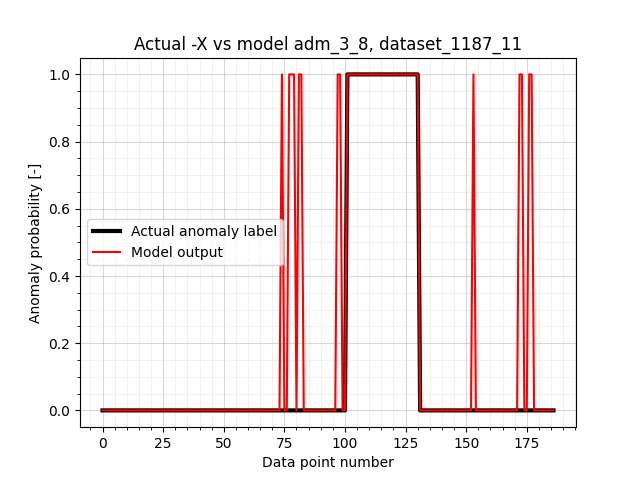 Actual -X vs model adm_3_8, dataset_1187_11
Anomaly probability [-]
1.0
0.8
0.6
0.4
0.2
0.0
Actual anomaly label
Model output
0 25 50 75 100 125 150 175
Data point number